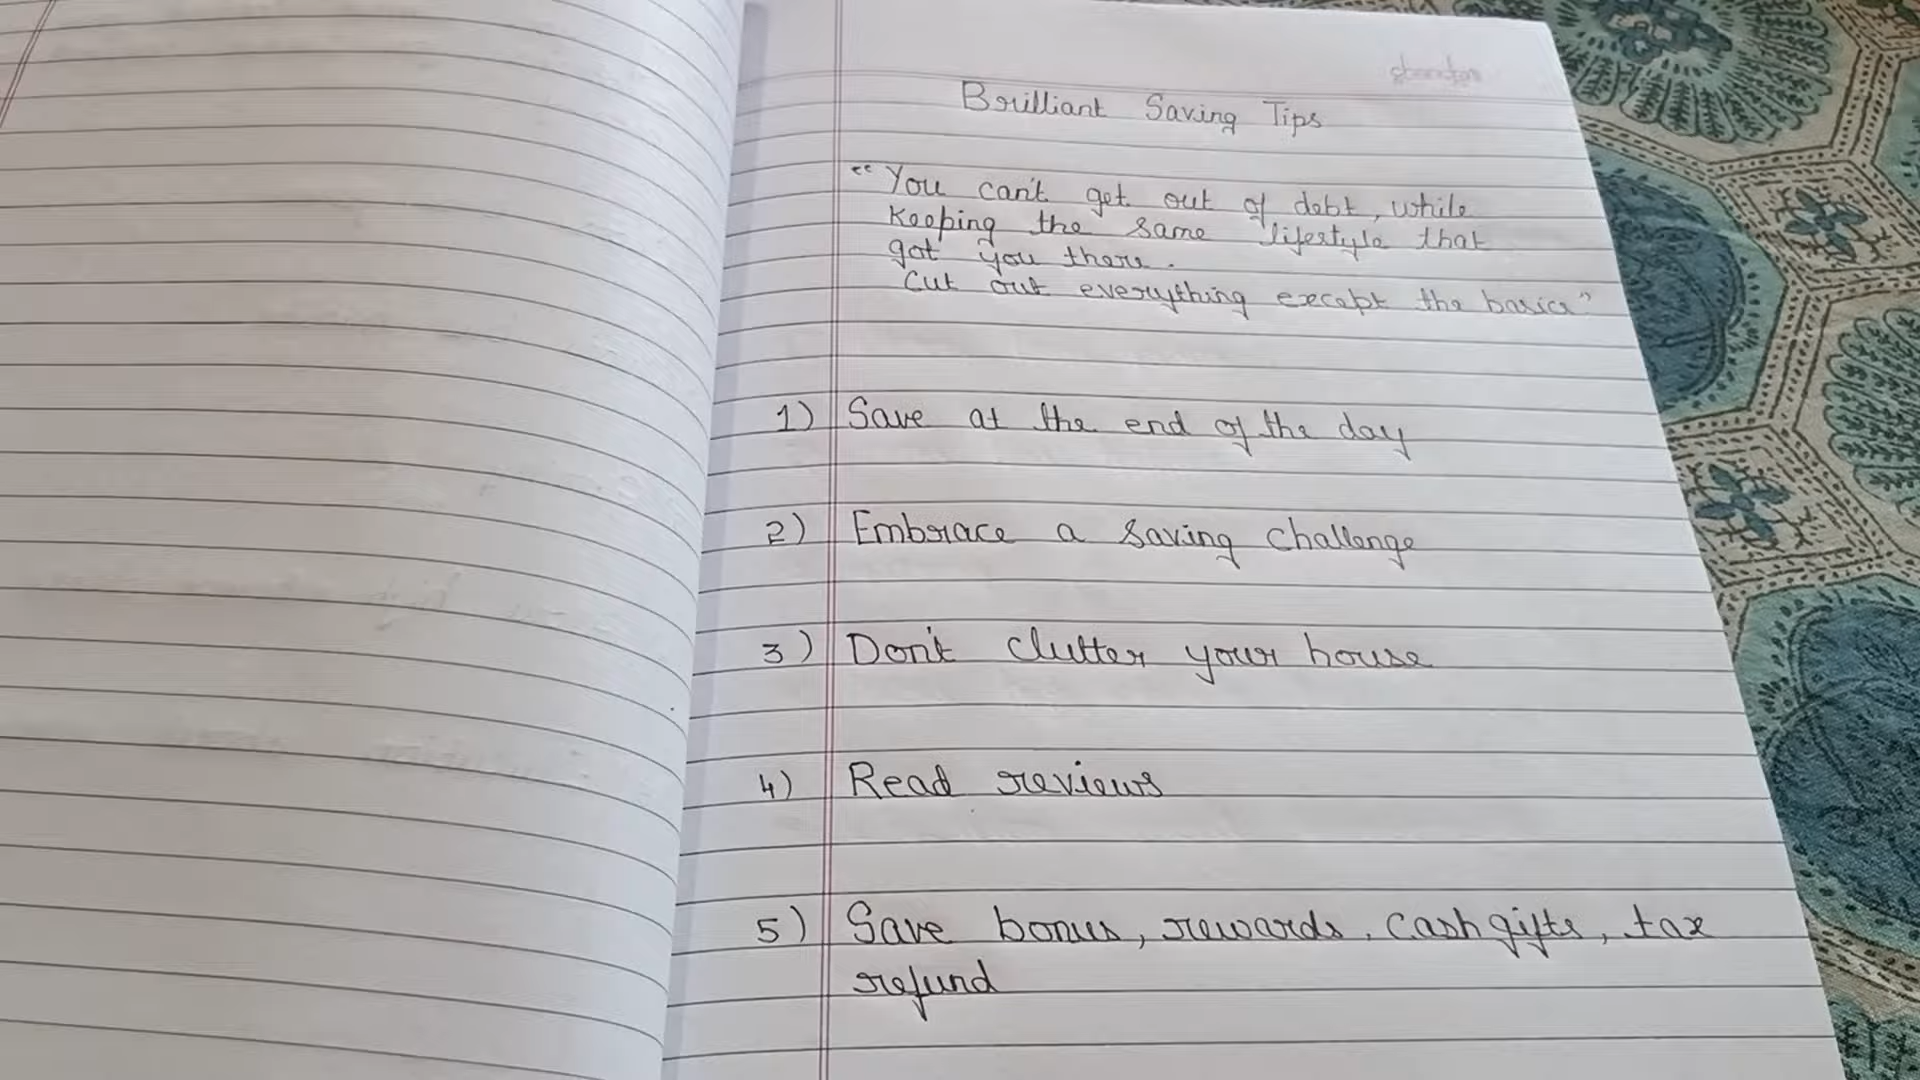 Brilliant Saving Tips
"You can't get out of debt, while
keeping the same lifestyle that
got you there.
Cut out everything except the basics"
1) Save at the end of the day
2) Embrace a saving challenge
3) Don't clutter your house
4) Read reviews
5) Save bonus, rewards, cash gifts, tax
refund